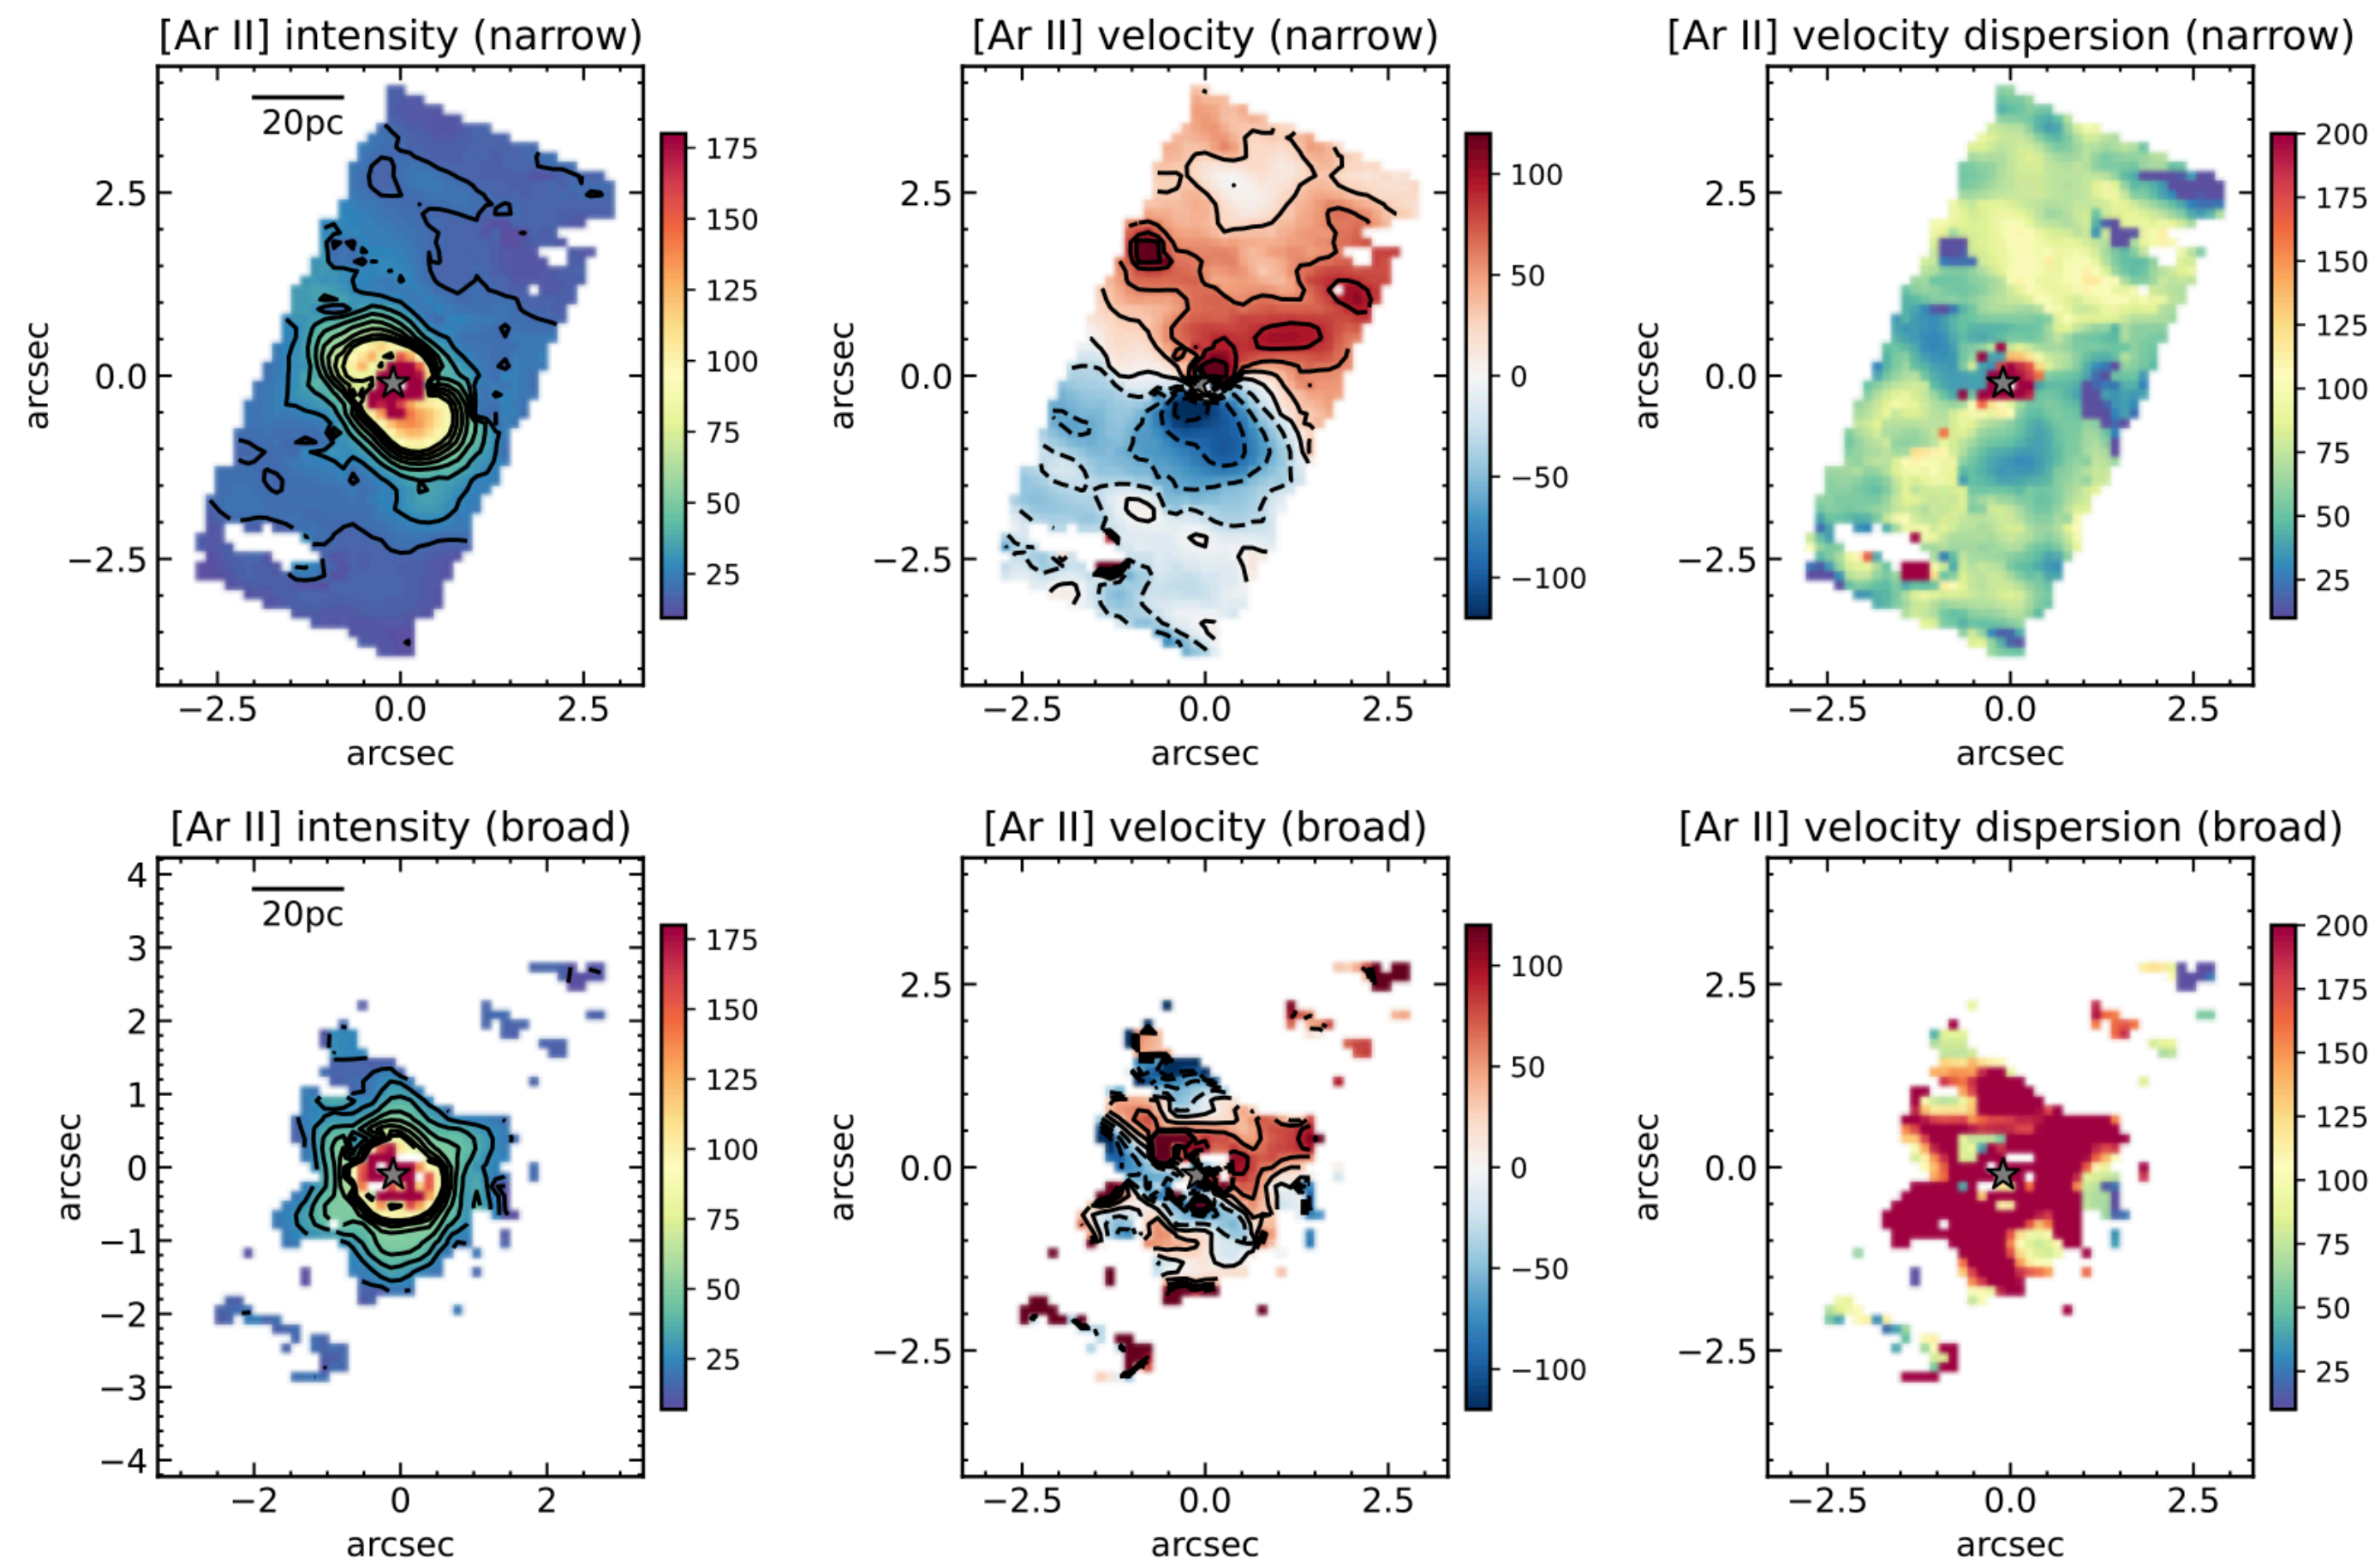 [Ar II] intensity (narrow)
20pc
2.5
0.0
−2.5
−2.5 0.0 2.5
arcsec
arcsec
175
150
125
100
75
50
25
[Ar II] velocity (narrow)
2.5
0.0
−2.5
−2.5 0.0 2.5
arcsec
arcsec
100
50
0
−50
−100
[Ar II] velocity dispersion (narrow)
2.5
0.0
−2.5
−2.5 0.0 2.5
arcsec
arcsec
200
175
150
125
100
75
50
25
[Ar II] intensity (broad)
20pc
4
3
2
1
0
−1
−2
−3
−4
−2 0 2
arcsec
arcsec
175
150
125
100
75
50
25
[Ar II] velocity (broad)
2.5
0.0
−2.5
−2.5 0.0 2.5
arcsec
arcsec
100
50
0
−50
−100
[Ar II] velocity dispersion (broad)
2.5
0.0
−2.5
−2.5 0.0 2.5
arcsec
arcsec
200
175
150
125
100
75
50
25